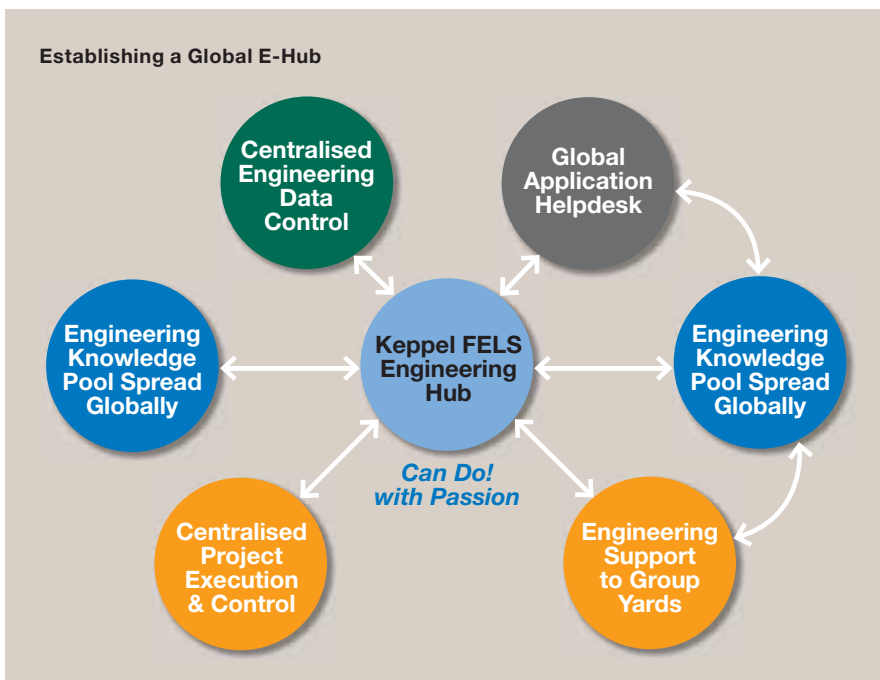 Establishing a Global E-Hub
Centralised
Engineering
Data
Control
Global
Application
Helpdesk
Engineering
Knowledge
Pool Spread
Globally
Keppel FELS
Engineering
Hub
Engineering
Knowledge
Pool Spread
Globally
Can Do!
with Passion
Centralised
Project
Execution
& Control
Engineering
Support
to Group
Yards